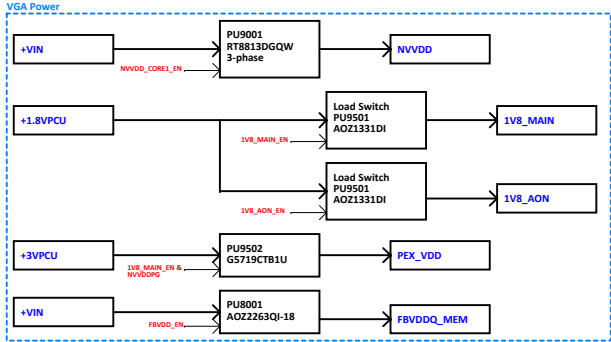 VGA Power
+VIN
NVVDD_CORE1_EN
PU9001
RT8813DGQW
3-phase
NVVDD
+1.8VPCU
1V8_MAIN_EN
Load Switch
PU9501
AOZ1331DI
1V8_MAIN
1V8_AON_EN
Load Switch
PU9501
AOZ1331DI
1V8_AON
+3VPCU
1V8_MAIN_EN &
NVVDDPG
PU9502
G5719CTB1U
PEX_VDD
+VIN
FBVDD_EN
PU8001
AOZ2263QI-18
FBVDDQ_MEM